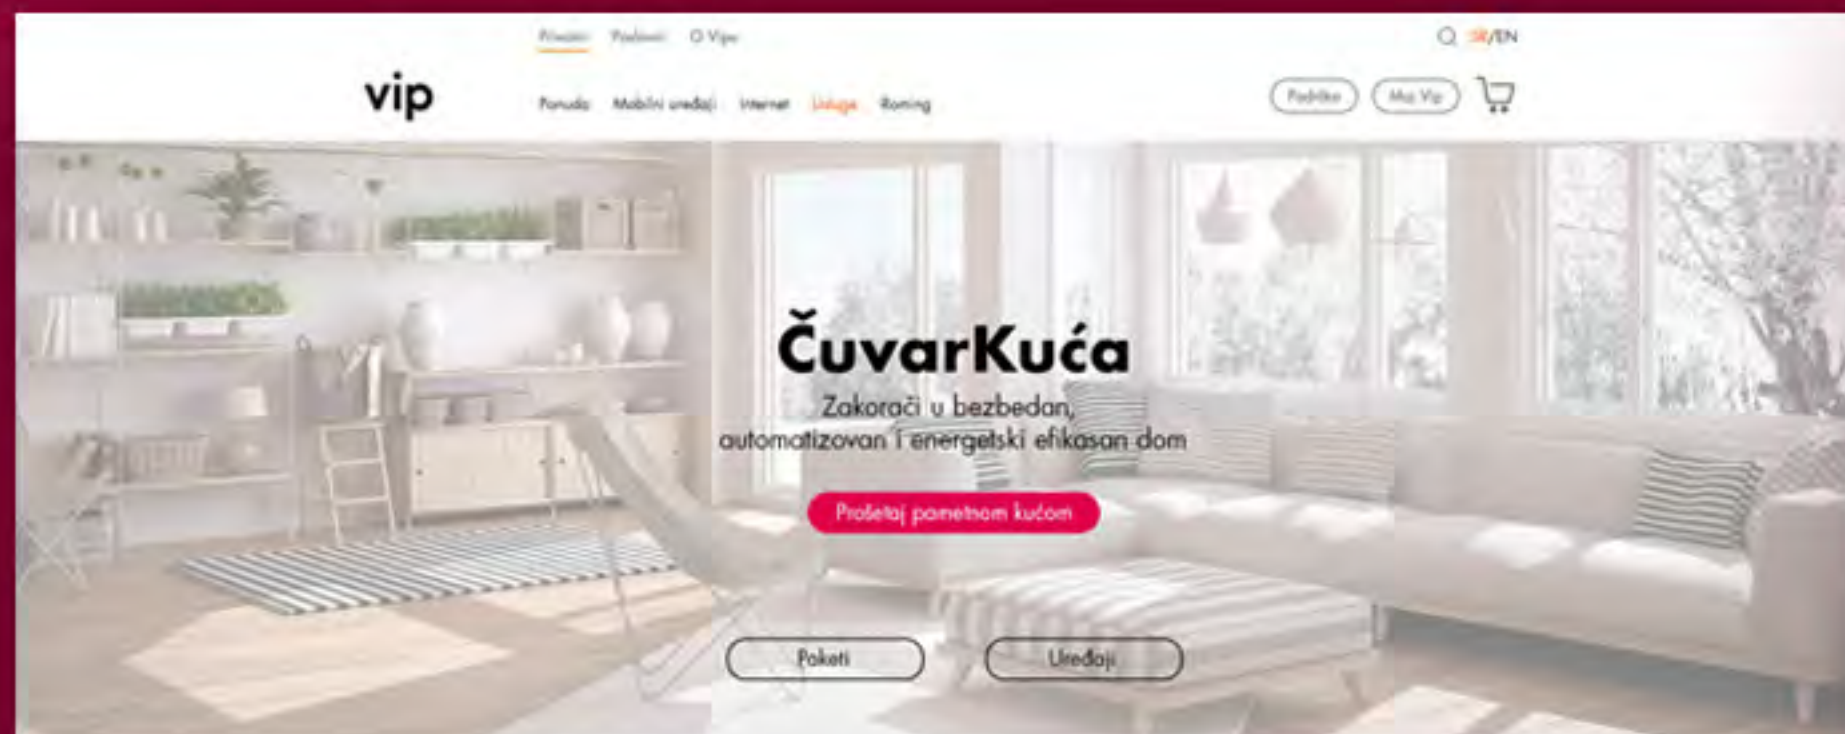 Privatni Poslovni O Vipu
SR/EN
vip
Ponuda Mobilni uređaji Internet Usluge Roming
Podrška Moj Vip
ČuvarKuća
Zakorači u bezbedan,
automatizovan i energetski efikasan dom
Prošetaj pametnom kućom
Paketi Uređaji